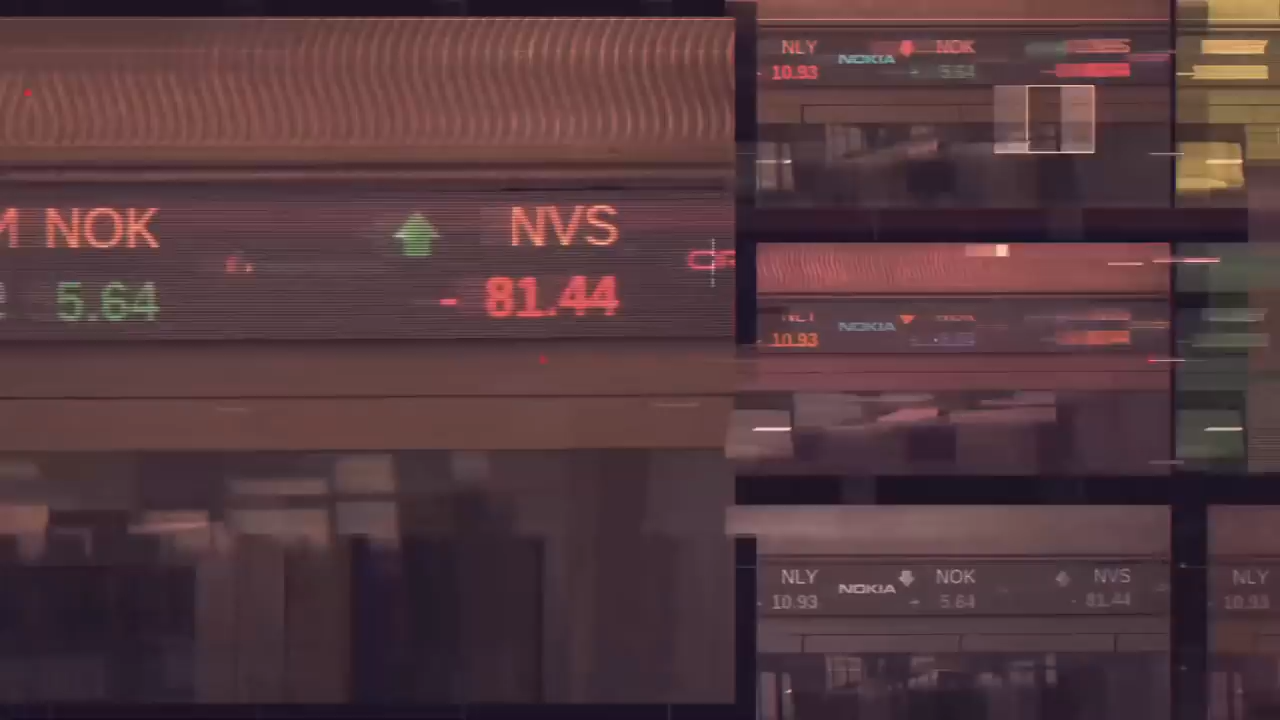 M NOK NVS
5.64 - 81.44
NLY NOKIA NOK
10.93 5.64
NOKIA
10.93
NLY NOKIA NOK NVS
10.93 5.64 - 81.44
NLY
10.93